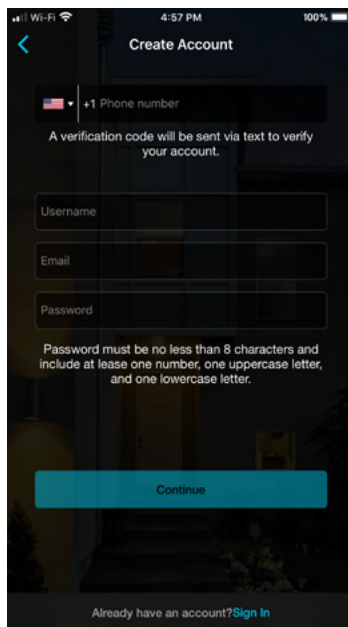 Wi-Fi 4:57 PM 100%
Create Account
+1 Phone number
A verification code will be sent via text to verify
your account.
Username
Email
Password
Password must be no less than 8 characters and
include at lease one number, one uppercase letter,
and one lowercase letter.
Continue
Already have an account?Sign In